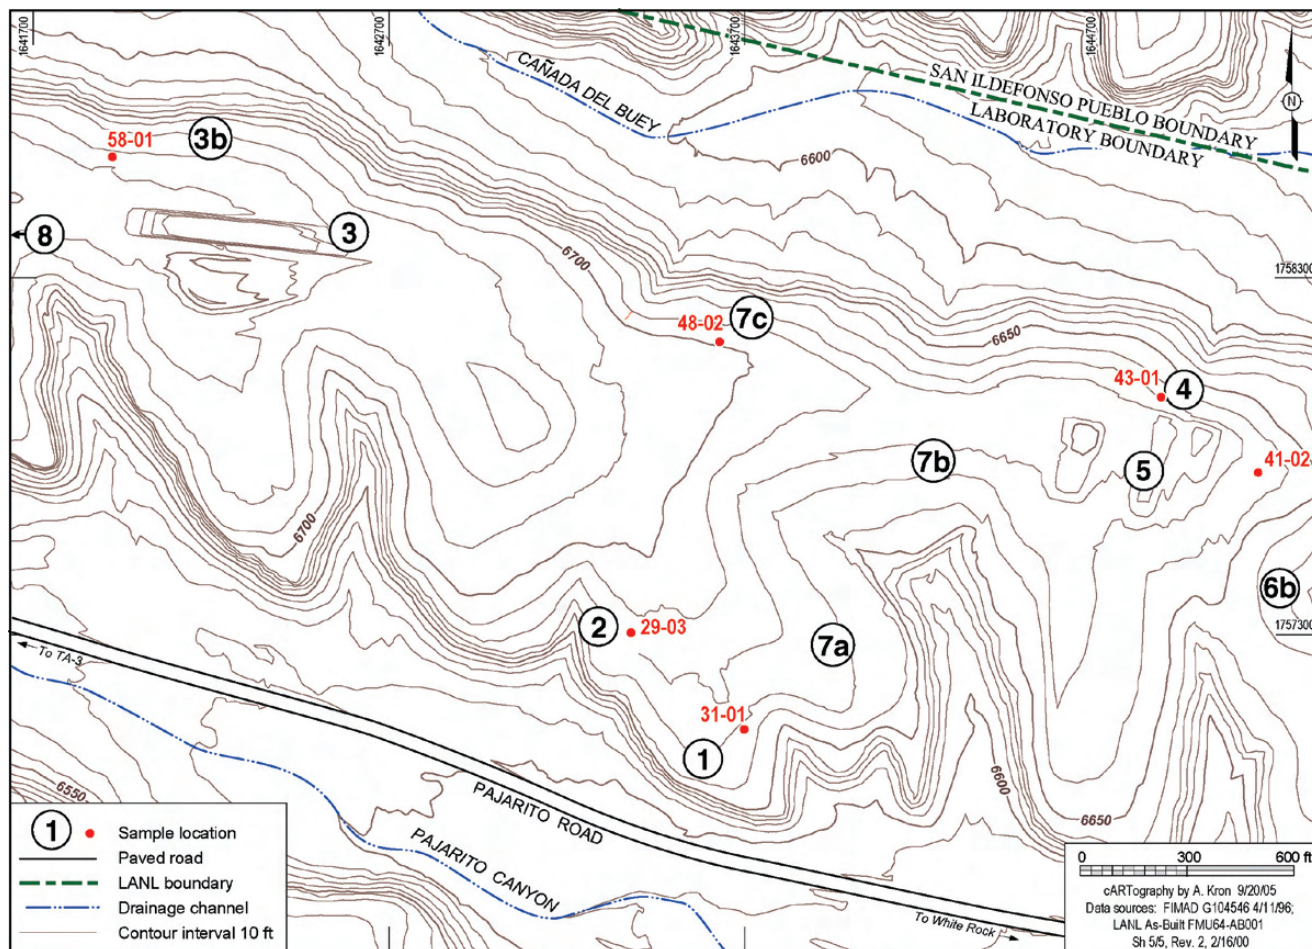 1641700
1642700
1643700
1644700
N
CAÑADA DEL BUEY
SAN ILDEFONSO PUEBLO BOUNDARY
LABORATORY BOUNDARY
58-01
3b
6600
8
3
6700
1758300
48-02
7c
6650
43-01
4
7b
5
41-02
6700
6b
2
29-03
1757300
7a
To TA-3
31-01
1
6550
6600
6650
PAJARITO ROAD
PAJARITO CANYON
To White Rock
1 Sample location
Paved road
LANL boundary
Drainage channel
Contour interval 10 ft
0 300 600 ft
cARTography by A. Kron 9/20/05
Data sources: FIMAD G104546 4/11/96;
LANL As-Built FMU64-AB001
Sh 5/5, Rev. 2, 2/16/00